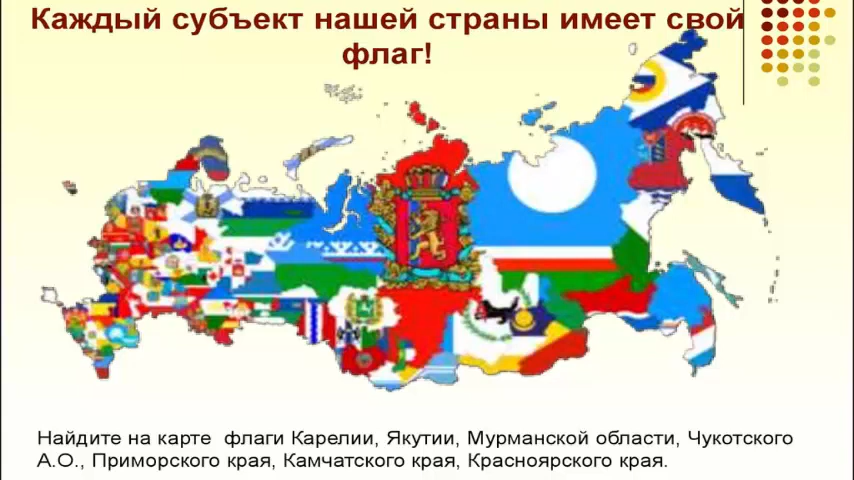 Каждый субъект нашей страны имеет свой
флаг!
Найдите на карте флаги Карелии, Якутии, Мурманской области, Чукотского
А.О., Приморского края, Камчатского края, Красноярского края.